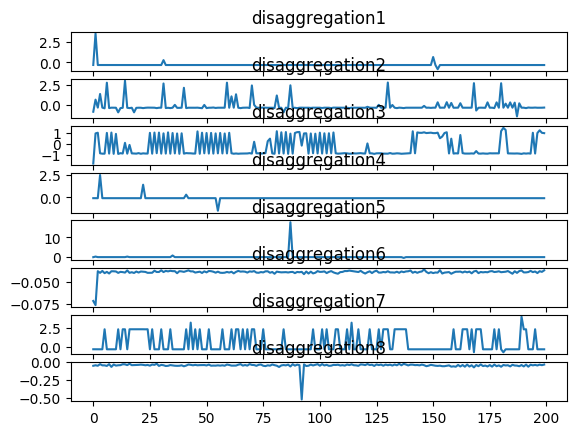 disaggregation1
2.5
0.0
disaggregation2
2.5
0.0
disaggregation3
1
0
−1
disaggregation4
2.5
0.0
disaggregation5
10
0
disaggregation6
−0.050
−0.075
disaggregation7
2.5
0.0
disaggregation8
0.00
−0.25
−0.50
0 25 50 75 100 125 150 175 200